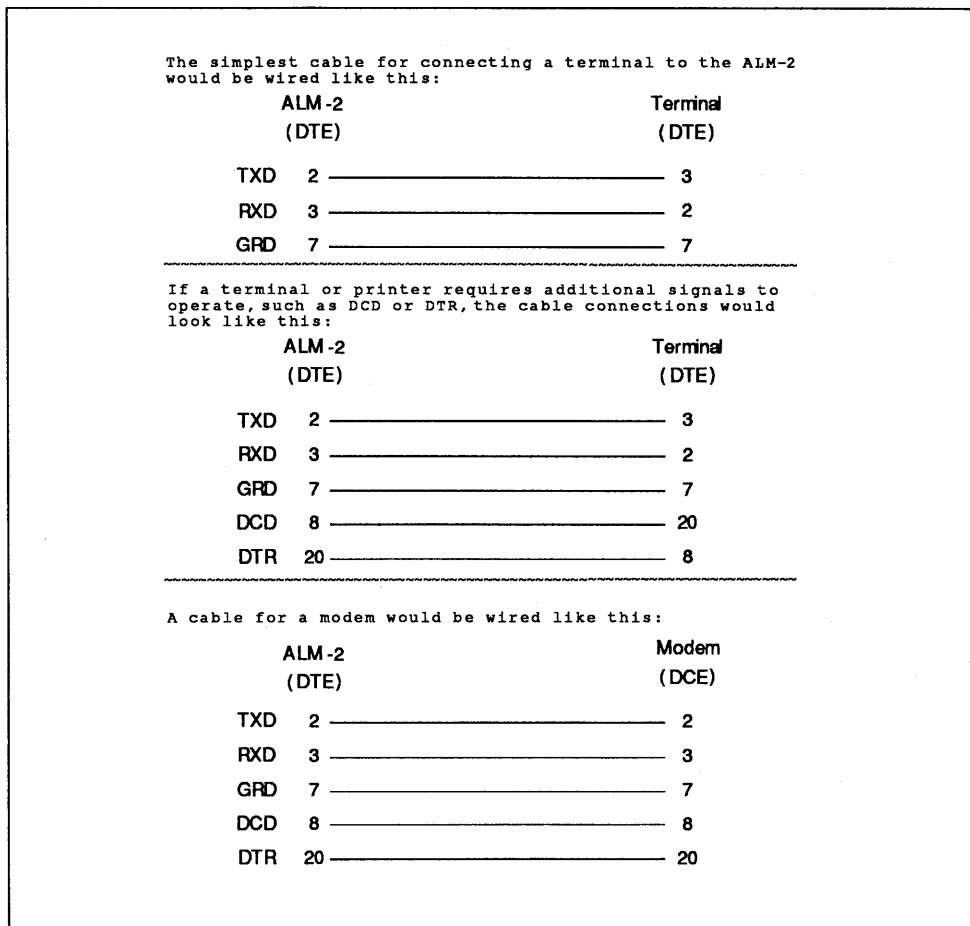 The simplest cable for connecting a terminal to the ALM-2
would be wired like this:
ALM-2 Terminal
(DTE) (DTE)
TXD 2 3
RXD 3 2
GRD 7 7
If a terminal or printer requires additional signals to
operate, such as DCD or DTR, the cable connections would
look like this:
ALM-2 Terminal
(DTE) (DTE)
TXD 2 3
RXD 3 2
GRD 7 7
DCD 8 20
DTR 20 8
A cable for a modem would be wired like this:
ALM-2 Modem
(DTE) (DCE)
TXD 2 2
RXD 3 3
GRD 7 7
DCD 8 8
DTR 20 20